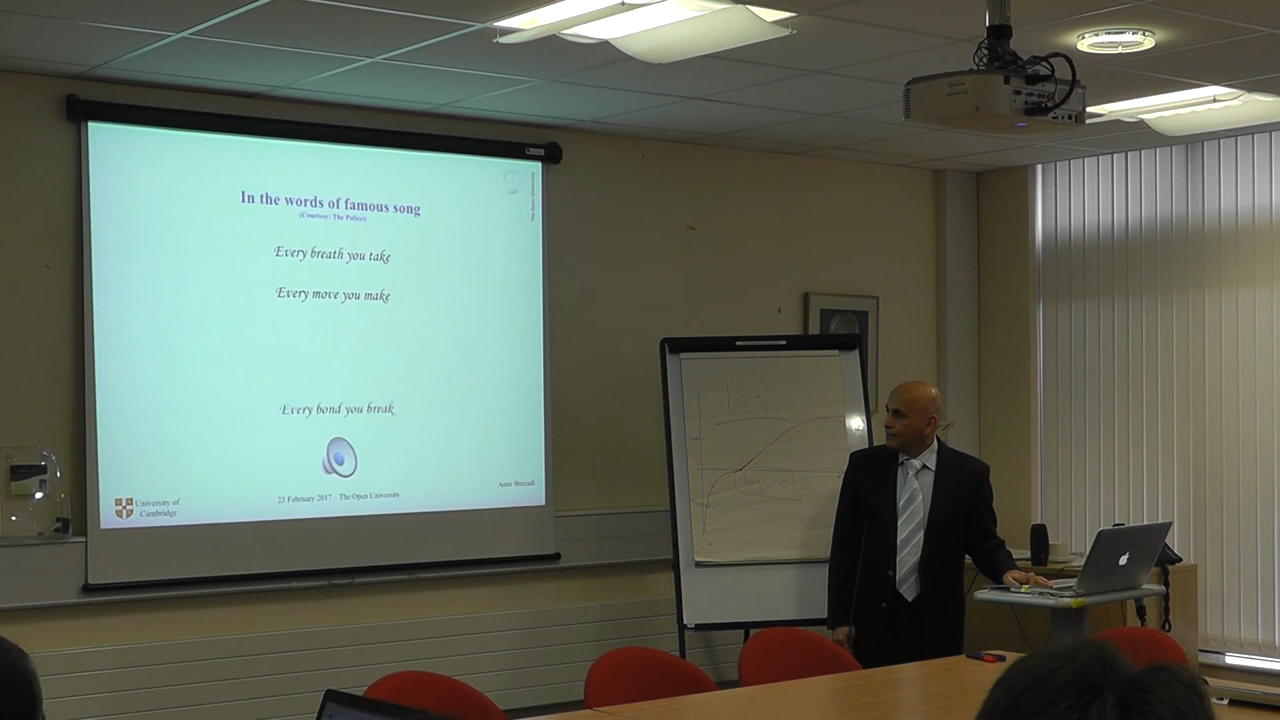 The Open University
In the words of famous song
(Courtesy: The Police):
Every breath you take
Every move you make
Every bond you break
University of
Cambridge
23 February 2017 – The Open University
Amir Shirzadi
log